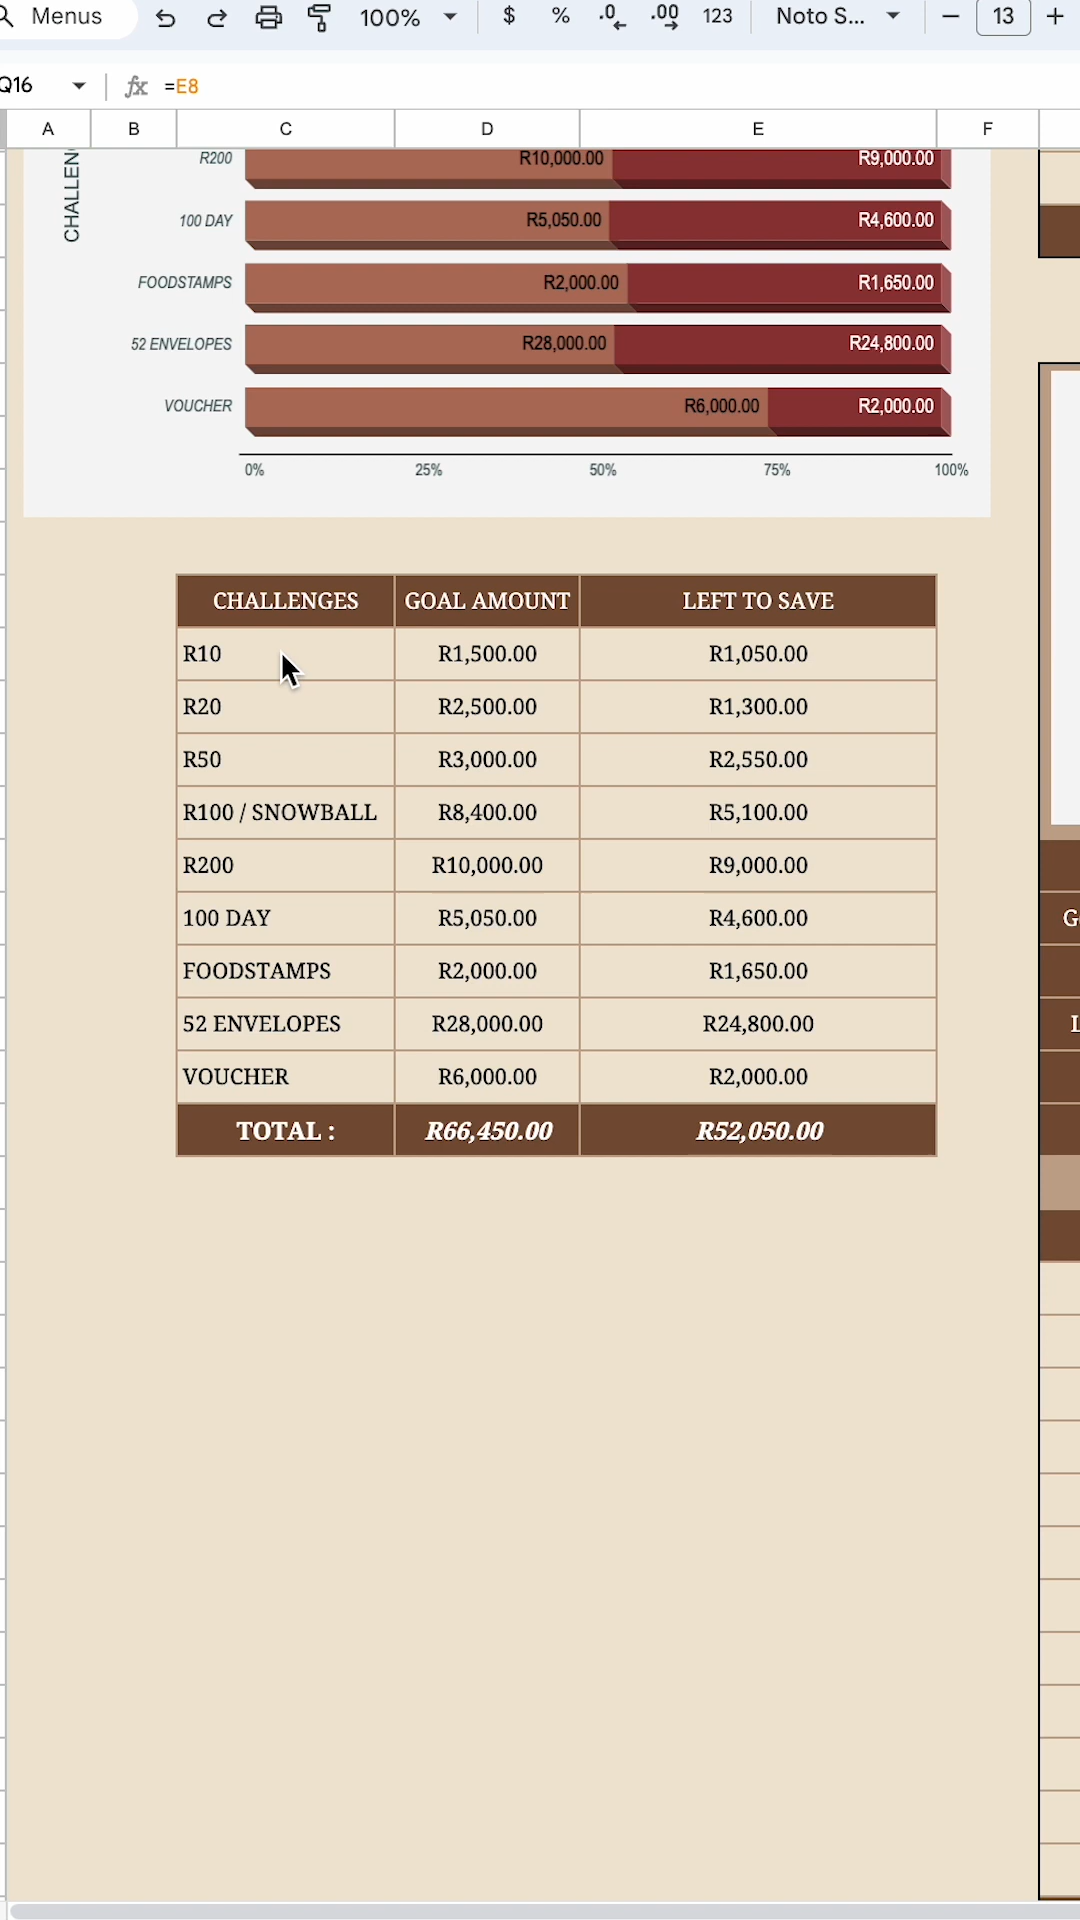 Menus 100% $ % .0 .00 123 Noto S... 13
Q16 fx =E8
A B C D E F
CHALLEN
R200 R10,000.00 R9,000.00
100 DAY R5,050.00 R4,600.00
FOODSTAMPS R2,000.00 R1,650.00
52 ENVELOPES R28,000.00 R24,800.00
VOUCHER R6,000.00 R2,000.00
0% 25% 50% 75% 100%
CHALLENGES GOAL AMOUNT LEFT TO SAVE
R10 R1,500.00 R1,050.00
R20 R2,500.00 R1,300.00
R50 R3,000.00 R2,550.00
R100 / SNOWBALL R8,400.00 R5,100.00
R200 R10,000.00 R9,000.00
100 DAY R5,050.00 R4,600.00
FOODSTAMPS R2,000.00 R1,650.00
52 ENVELOPES R28,000.00 R24,800.00
VOUCHER R6,000.00 R2,000.00
TOTAL : R66,450.00 R52,050.00